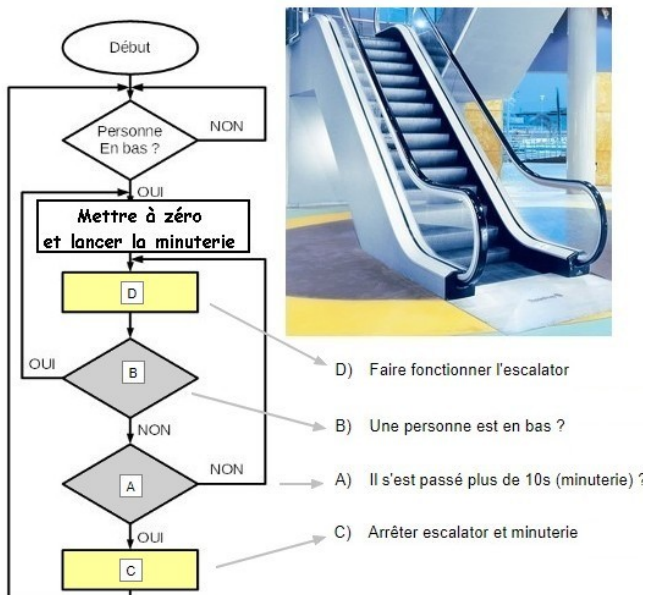 Début
Personne
En bas ?
NON
OUI
Mettre à zéro
et lancer la minuterie
D
OUI
B
NON
NON
A
OUI
C
D) Faire fonctionner l'escalator
B) Une personne est en bas ?
A) Il s'est passé plus de 10s (minuterie) ?
C) Arrêter escalator et minuterie